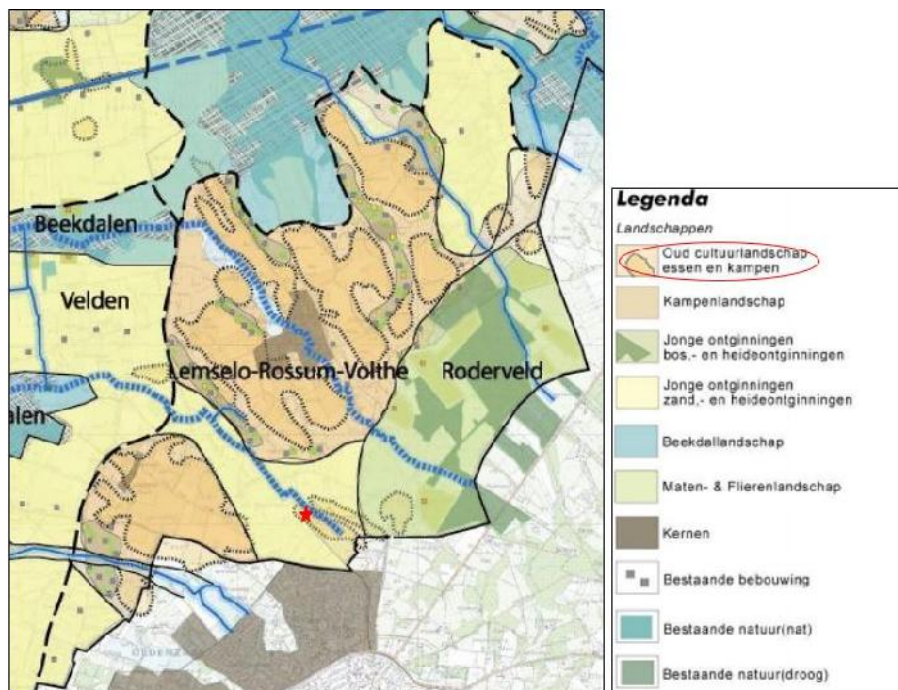 Beekdalen
Velden
Lemselo-Rossum-Volthe
Roderveld
alen
Legenda
Landschappen
Oud cultuurlandschap
essen en kampen
Kampenlandschap
Jonge ontginningen
bos,- en heideontginningen
Jonge ontginningen
zand,- en heideontginningen
Beekdallandschap
Maten- & Flierenlandschap
Kernen
Bestaande bebouwing
Bestaande natuur(nat)
Bestaande natuur(droog)